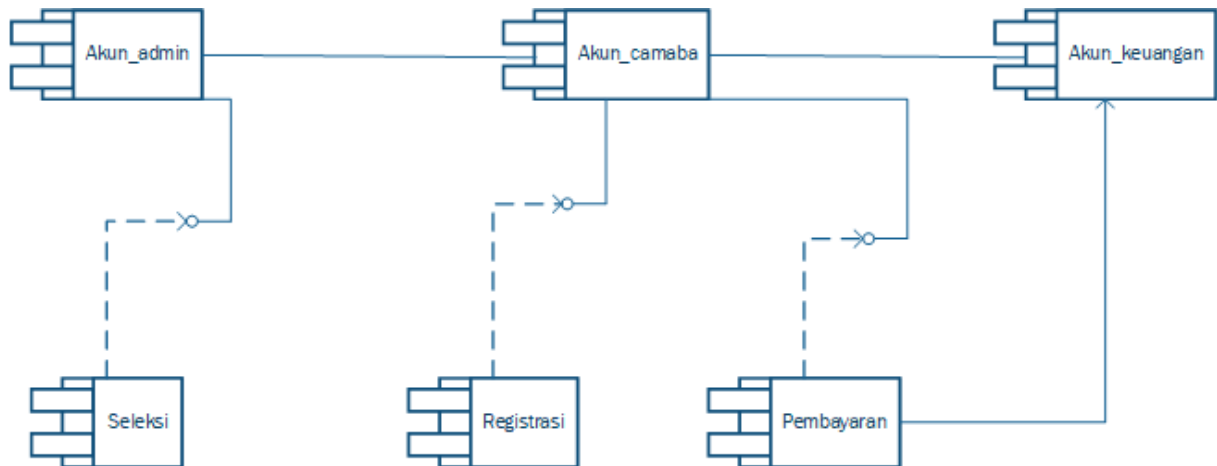 Akun_admin
Akun_camaba
Akun_keuangan
Seleksi
Registrasi
Pembayaran